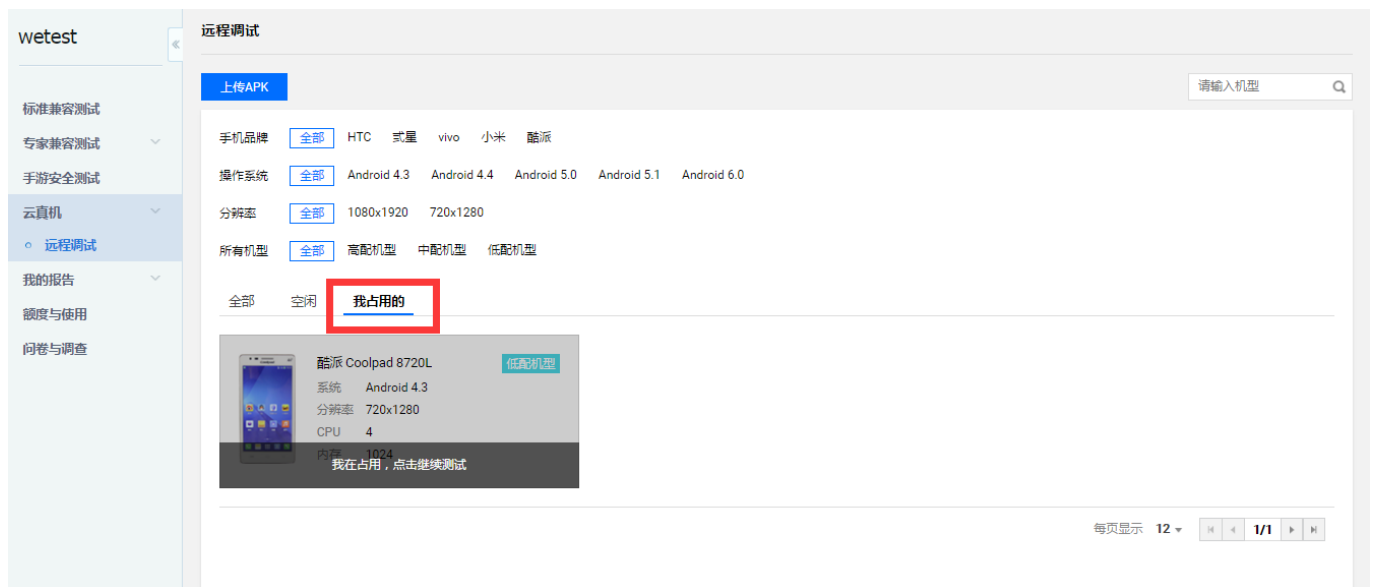 wetest
«
远程调试
上传APK
请输入机型
标准兼容测试
专家兼容测试
手游安全测试
云真机
远程调试
我的报告
额度与使用
问卷与调查
手机品牌 全部 HTC 弎星 vivo 小米 酷派
操作系统 全部 Android 4.3 Android 4.4 Android 5.0 Android 5.1 Android 6.0
分辨率 全部 1080x1920 720x1280
所有机型 全部 高配机型 中配机型 低配机型
全部 空闲 我占用的
酷派 Coolpad 8720L 低配机型
系统 Android 4.3
分辨率 720x1280
CPU 4
内存 1024
我在占用，点击继续测试
每页显示 12 1/1